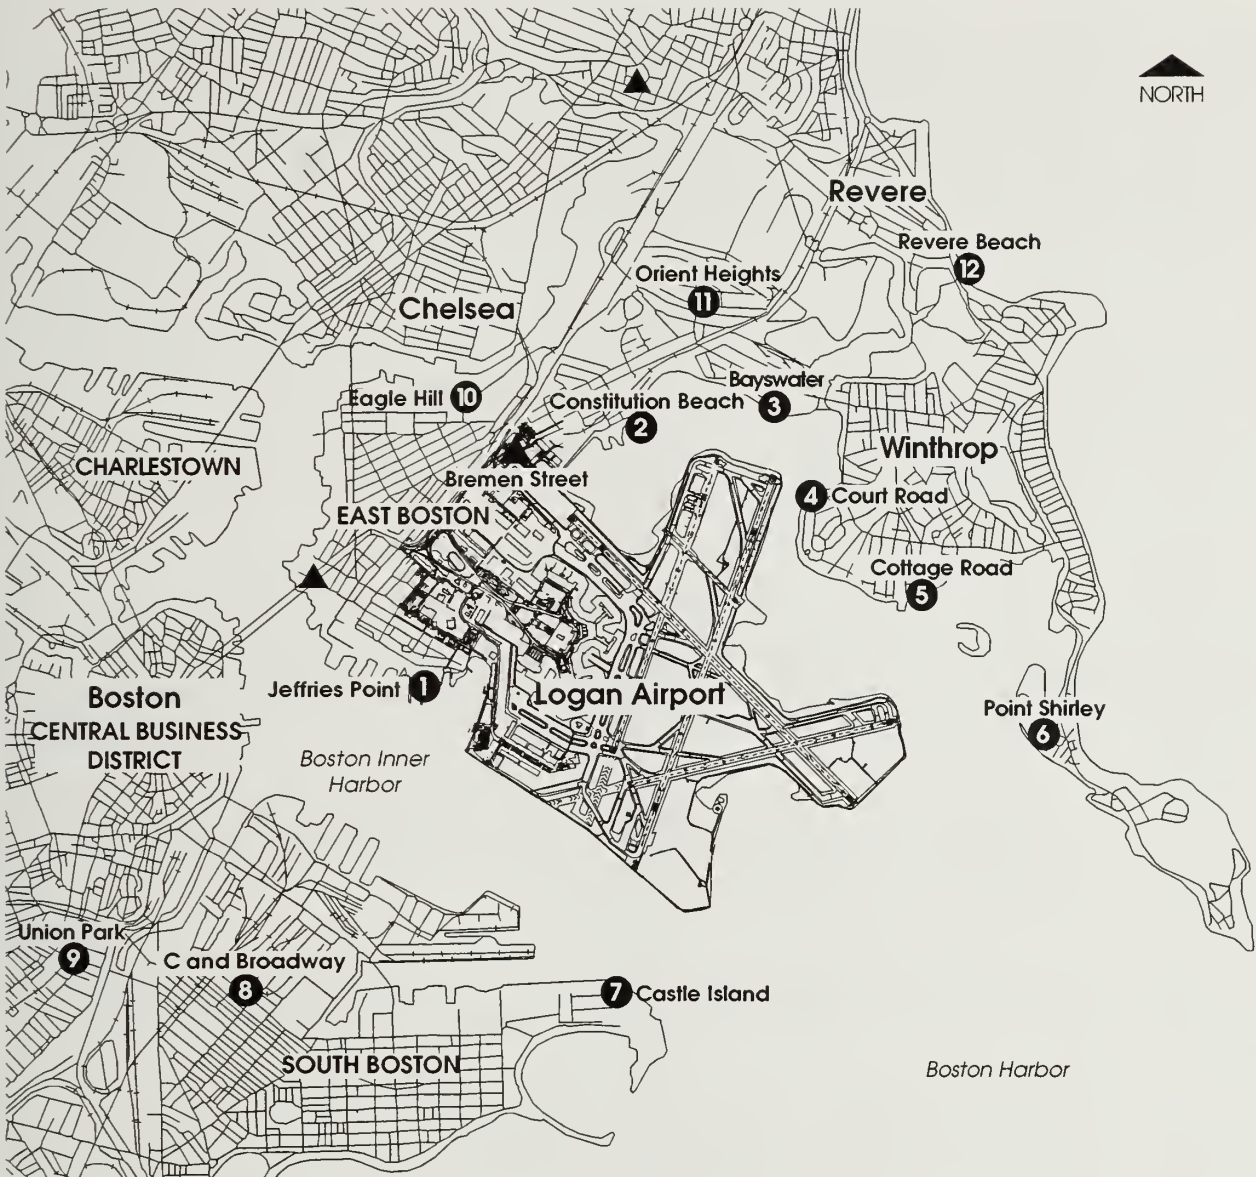 NORTH
Revere
Revere Beach
12
Orient Heights
11
Chelsea
Bayswater
3
Eagle Hill 10
Constitution Beach
2
Winthrop
CHARLESTOWN
Bremen Street
4 Court Road
EAST BOSTON
Cottage Road
5
Jeffries Point 1
Logan Airport
Boston
CENTRAL BUSINESS
DISTRICT
Point Shirley
6
Boston Inner
Harbor
Union Park
9
C and Broadway
8
7 Castle Island
SOUTH BOSTON
Boston Harbor